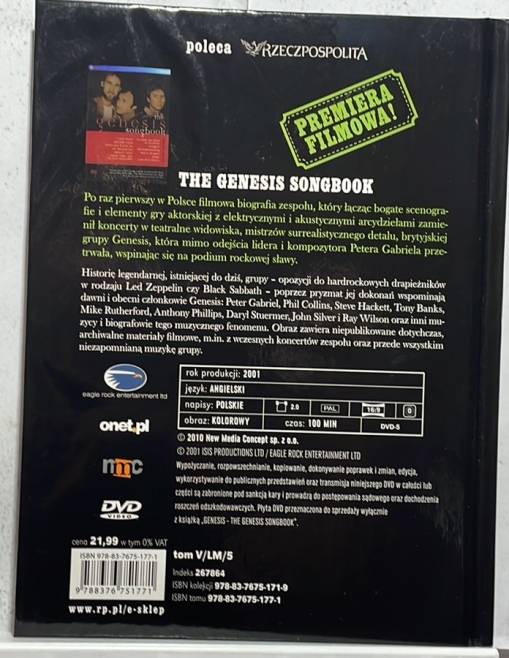 poleca RZECZPOSPOLITA
PREMIERA
FILMOWA!
the
GENESIS
songbook
THE GENESIS SONGBOOK
Po raz pierwszy w Polsce filmowa biografia zespołu, który łącząc bogate scenogra-
fie i elementy gry aktorskiej z elektrycznymi i akustycznymi arcydziełami zamie-
nił koncerty w teatralne widowiska, mistrzów surrealistycznego detalu, brytyjskiej
grupy Genesis, która mimo odejścia lidera i kompozytora Petera Gabriela prze-
trwała, wspinając się na podium rockowej sławy.
Historię legendarnej, istniejącej do dziś, grupy – opozycji do hardrockowych drapieżników
w rodzaju Led Zeppelin czy Black Sabbath – poprzez pryzmat jej dokonań wspominają
dawni i obecni członkowie Genesis: Peter Gabriel, Phil Collins, Steve Hackett, Tony Banks,
Mike Rutherford, Anthony Phillips, Daryl Stuermer, John Silver i Ray Wilson oraz inni mu-
zycy i biografowie tego muzycznego fenomenu. Obraz zawiera niepublikowane dotychczas,
archiwalne materiały filmowe, m.in. z wczesnych koncertów zespołu oraz przede wszystkim
niezapomnianą muzykę grupy.
eagle rock entertainment ltd
onet.pl
nmc
DVD
VIDEO
rok produkcji: 2001
język: ANGIELSKI
napisy: POLSKIE 2.0 PAL 16:9 0
obraz: KOLOROWY czas: 100 MIN DVD-5
© 2010 New Media Concept sp. z o.o.
© 2001 ISIS PRODUCTIONS LTD / EAGLE ROCK ENTERTAINMENT LTD
Wypożyczanie, rozpowszechnianie, kopiowanie, dokonywanie poprawek i zmian, edycja,
wykorzystywanie do publicznych przedstawień oraz transmisja niniejszego DVD w całości lub
części są zabronione pod sankcją kary i prowadzą do postępowania sądowego oraz dochodzenia
roszczeń odszkodowawczych. Płyta DVD przeznaczona do sprzedaży wyłącznie
z książką „GENESIS - THE GENESIS SONGBOOK".
cena 21,99 w tym 0% VAT
ISBN 978-83-7675-177-1
9 788376 751771
www.rp.pl/e-sklep
tom V/LM/5
Indeks 267864
ISBN kolekcji 978-83-7675-171-9
ISBN tomu 978-83-7675-177-1